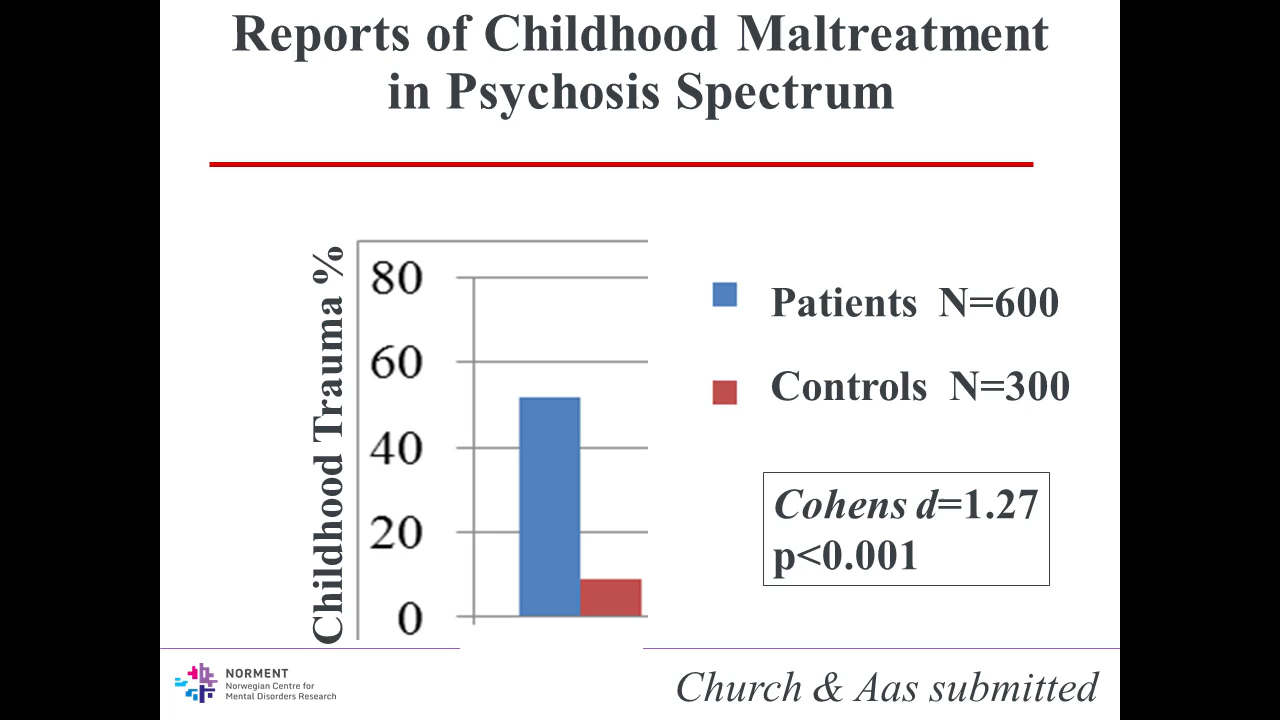 Reports of Childhood Maltreatment
in Psychosis Spectrum
Childhood Trauma %
80
60
40
20
0
Patients N=600
Controls N=300
Cohens d=1.27
p<0.001
NORMENT
Norwegian Centre for
Mental Disorders Research
Church & Aas submitted